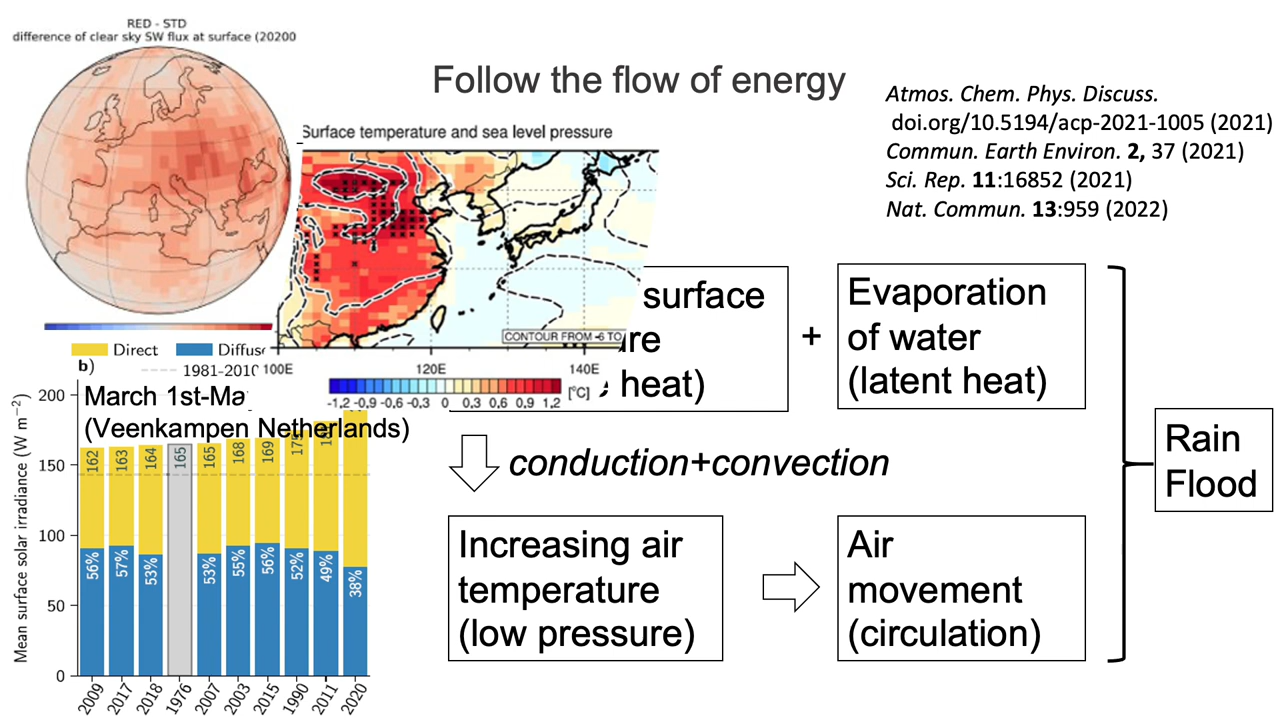 RED - STD
difference of clear sky SW flux at surface (20200
Follow the flow of energy
Atmos. Chem. Phys. Discuss.
doi.org/10.5194/acp-2021-1005 (2021)
Commun. Earth Environ. 2, 37 (2021)
Sci. Rep. 11:16852 (2021)
Nat. Commun. 13:959 (2022)
Surface temperature and sea level pressure
CONTOUR FROM -6 TO
100E 120E 140E
-1.2 -0.9 -0.6 -0.3 0 0.3 0.6 0.9 1.2 [°C]
Direct Diffus
1981-2010
b)
March 1st-Ma
(Veenkampen Netherlands)
Mean surface solar irradiance (W m−2)
200
150
100
50
0
162 163 164 165 165 168 169 175
56% 57% 53% 53% 55% 56% 52% 49% 38%
2009 2017 2018 1976 2007 2003 2015 1990 2011 2020
surface
heat)
+
Evaporation
of water
(latent heat)
conduction+convection
Increasing air
temperature
(low pressure)
Air
movement
(circulation)
Rain
Flood